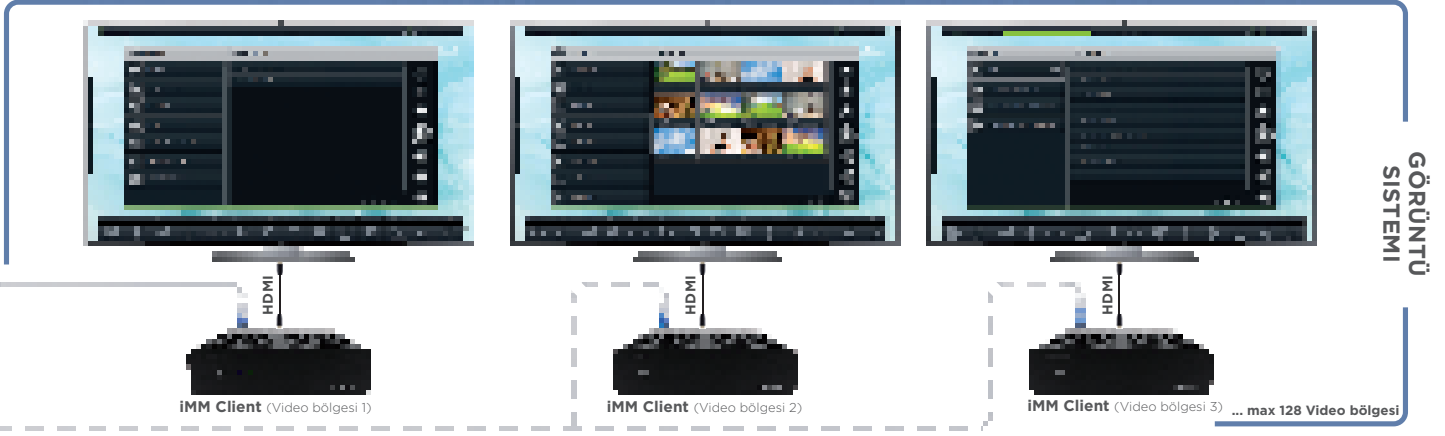 GÖRÜNTÜ
SISTEMI
HDMI
HDMI
HDMI
iMM Client (Video bölgesi 1)
iMM Client (Video bölgesi 2)
iMM Client (Video bölgesi 3)
... max 128 Video bölgesi